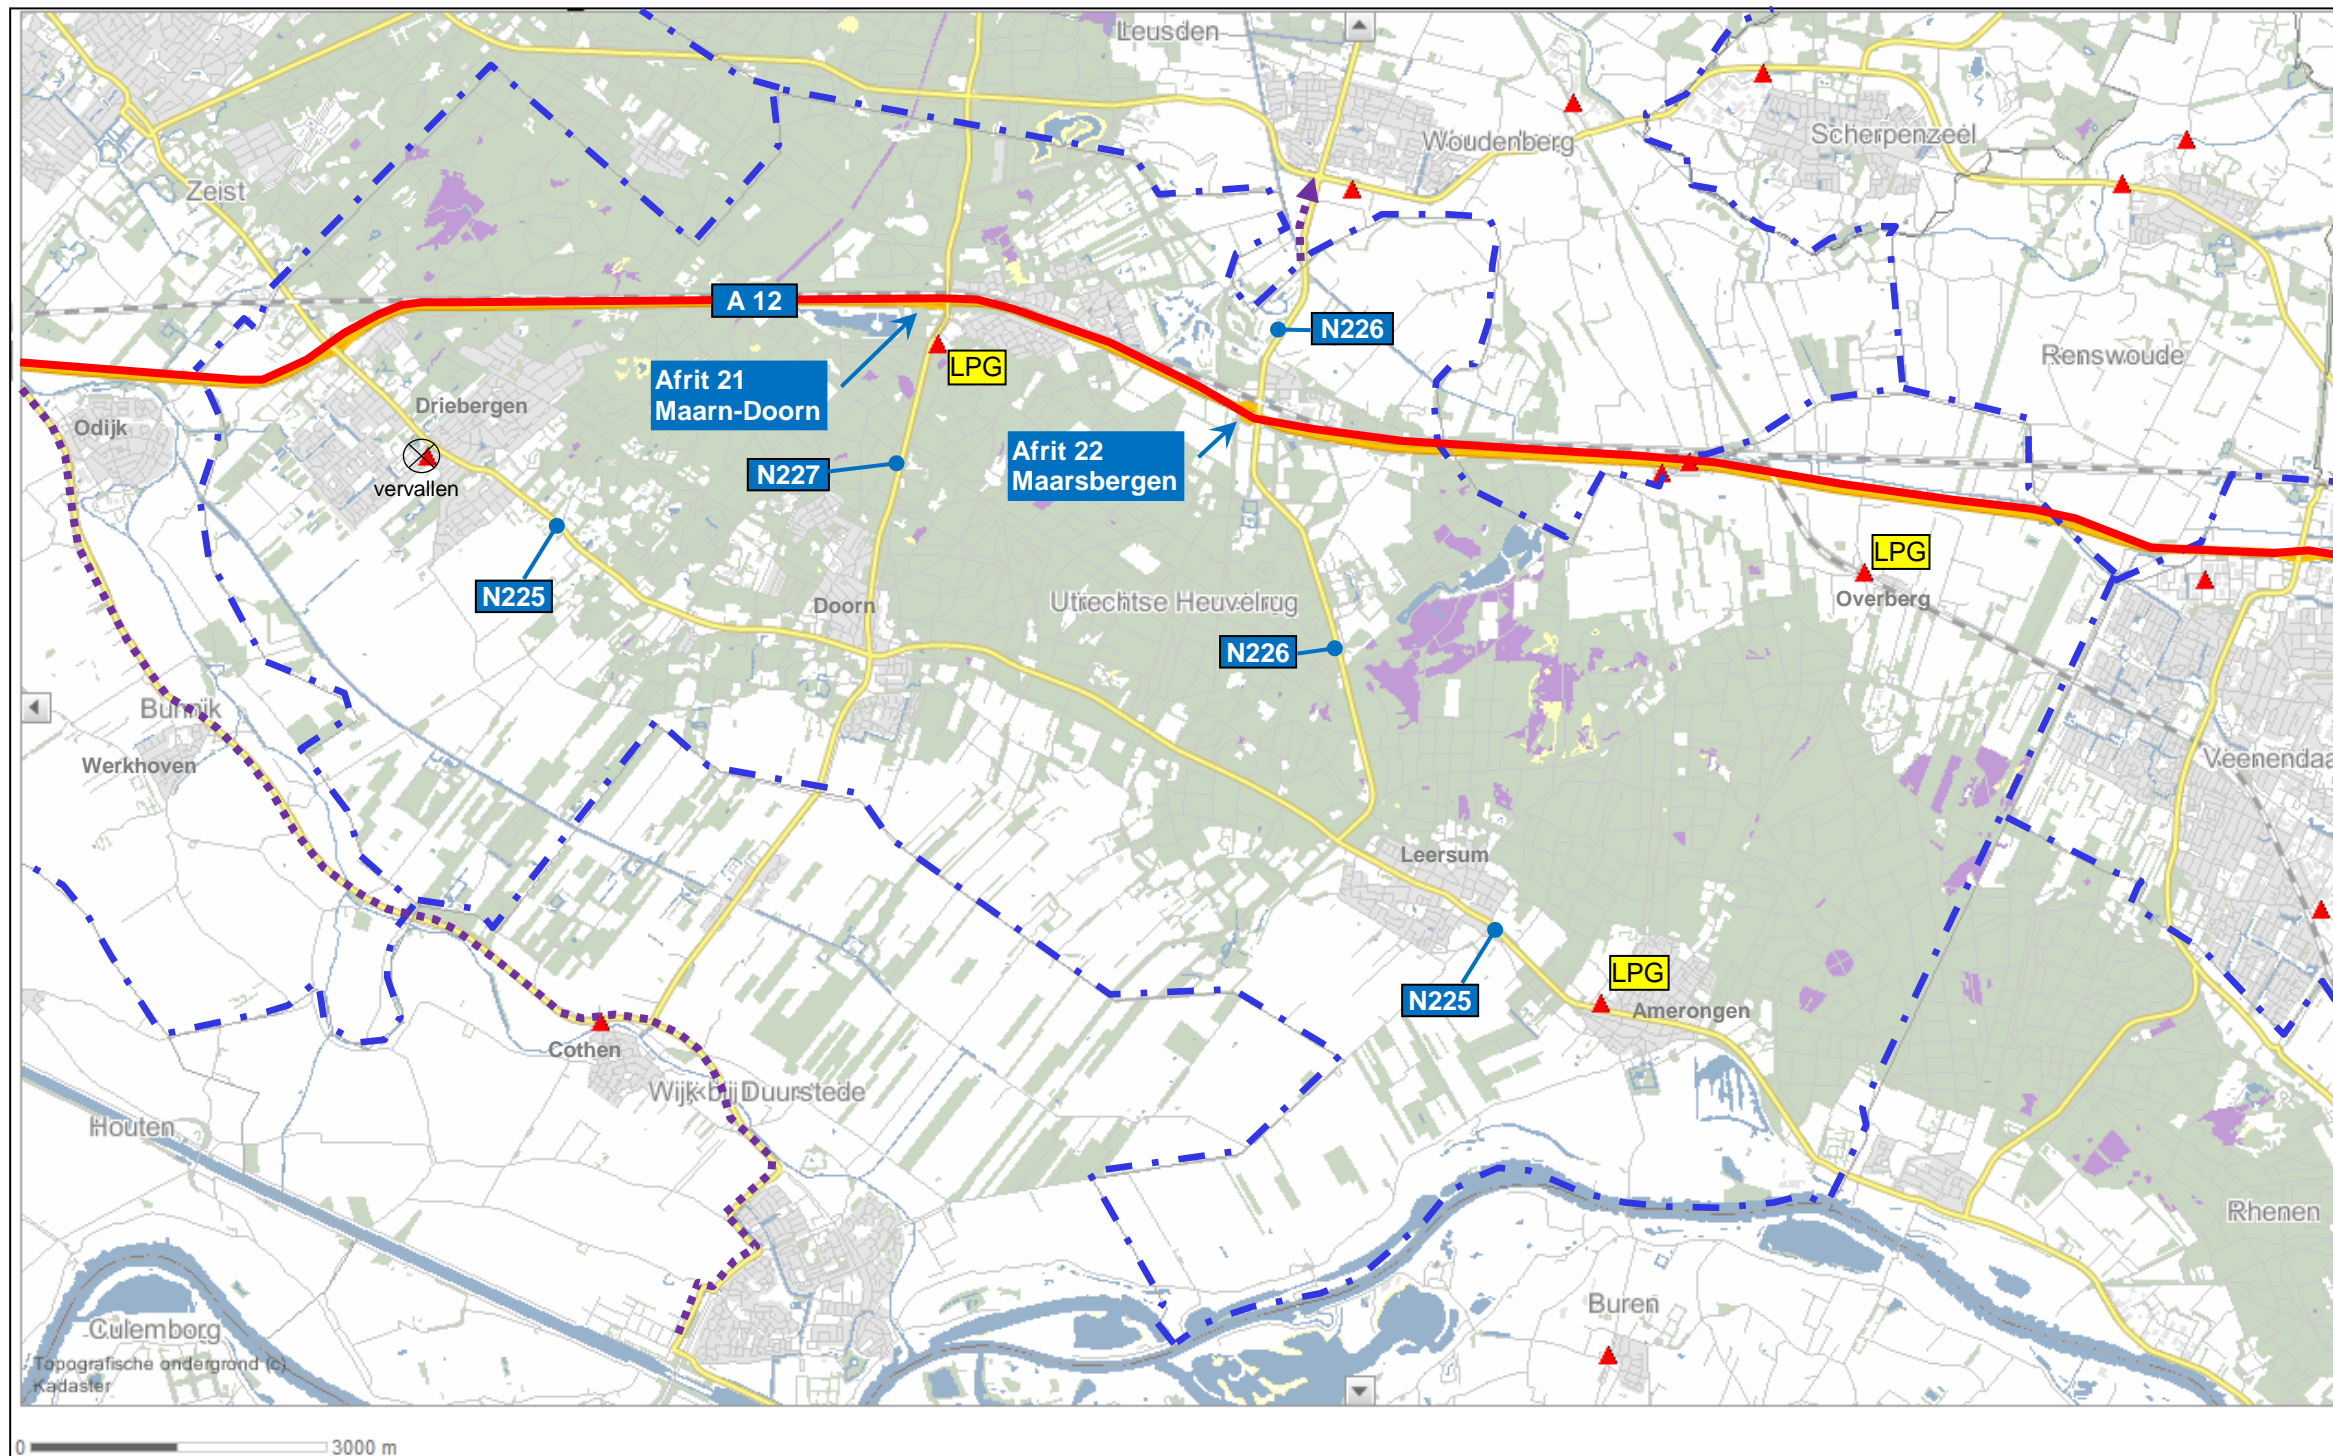 Leusden
Woudenberg
Scherpenzeel
Zeist
A 12
N226
Renswoude
LPG
Afrit 21
Maarn-Doorn
Driebergen
Odijk
Afrit 22
Maarsbergen
N227
vervallen
LPG
N225
Doorn
Utrechtse Heuvelrug
Overberg
N226
Bunnik
Werkhoven
Veenendaa
Leersum
LPG
N225
Amerongen
Cothen
Wijk bij Duurstede
Houten
Rhenen
Buren
Culemborg
Topografische ondergrond (c)
Kadaster
0 3000 m